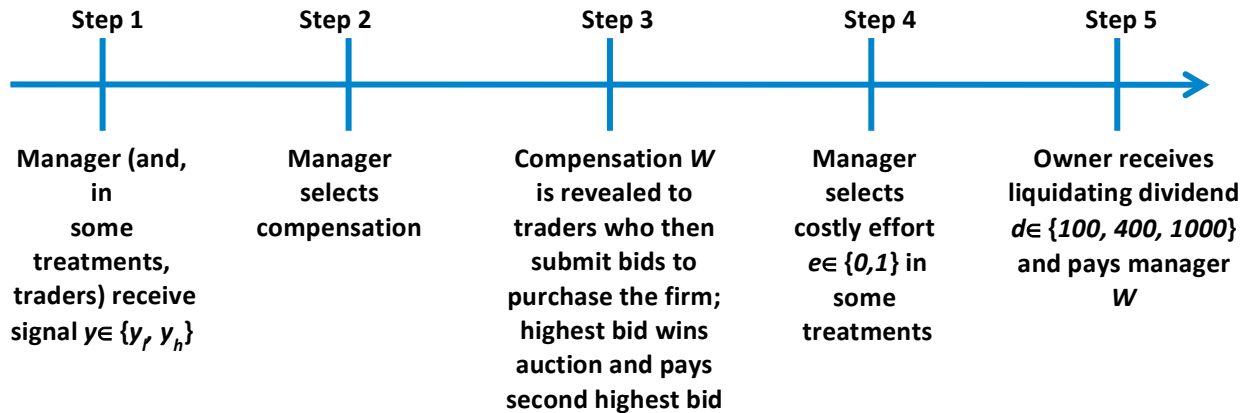 Step 1
Step 2
Step 3
Step 4
Step 5
Manager (and,
in
some
treatments,
traders) receive
signal y∈ {y_l, y_h}
Manager
selects
compensation
Compensation W
is revealed to
traders who then
submit bids to
purchase the firm;
highest bid wins
auction and pays
second highest bid
Manager
selects
costly effort
e∈ {0,1} in
some
treatments
Owner receives
liquidating dividend
d∈ {100, 400, 1000}
and pays manager
W